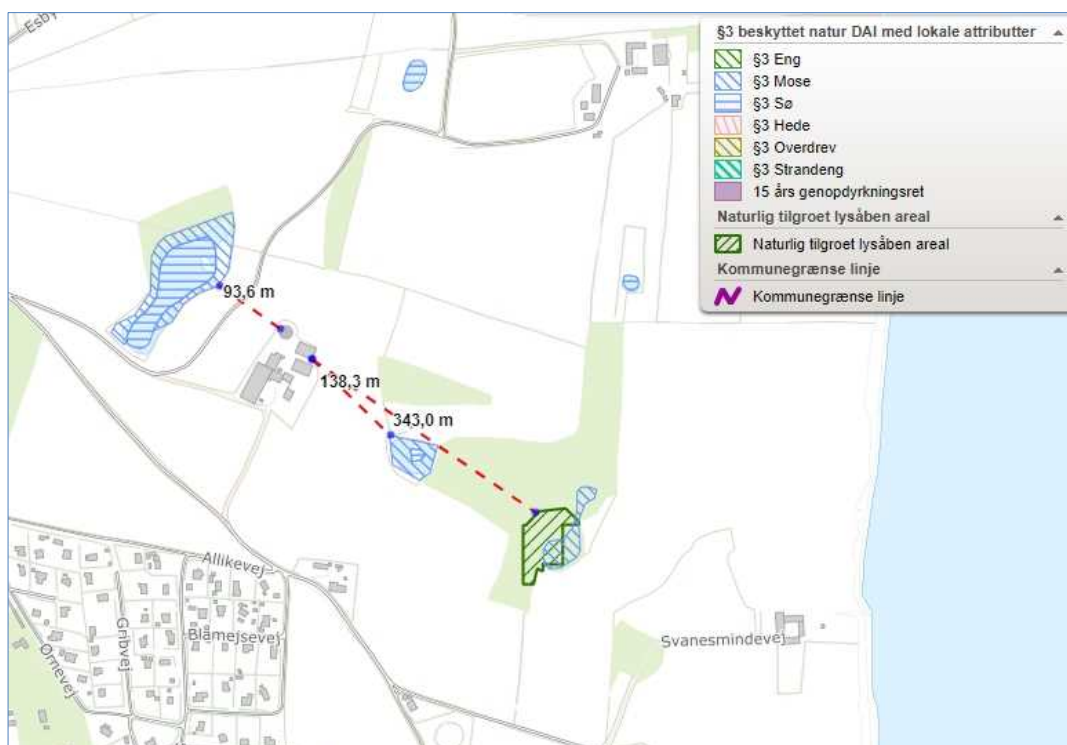 Esby
§3 beskyttet natur DAI med lokale attributter
§3 Eng
§3 Mose
§3 Sø
§3 Hede
§3 Overdrev
§3 Strandeng
15 års genopdyrkningsret
Naturlig tilgroet lysåben areal
Naturlig tilgroet lysåben areal
Kommunegrænse linje
Kommunegrænse linje
93,6 m
138,3 m
343,0 m
Allikevej
Gribvej
Blåmejsevej
Ornevej
Svanesmindevej